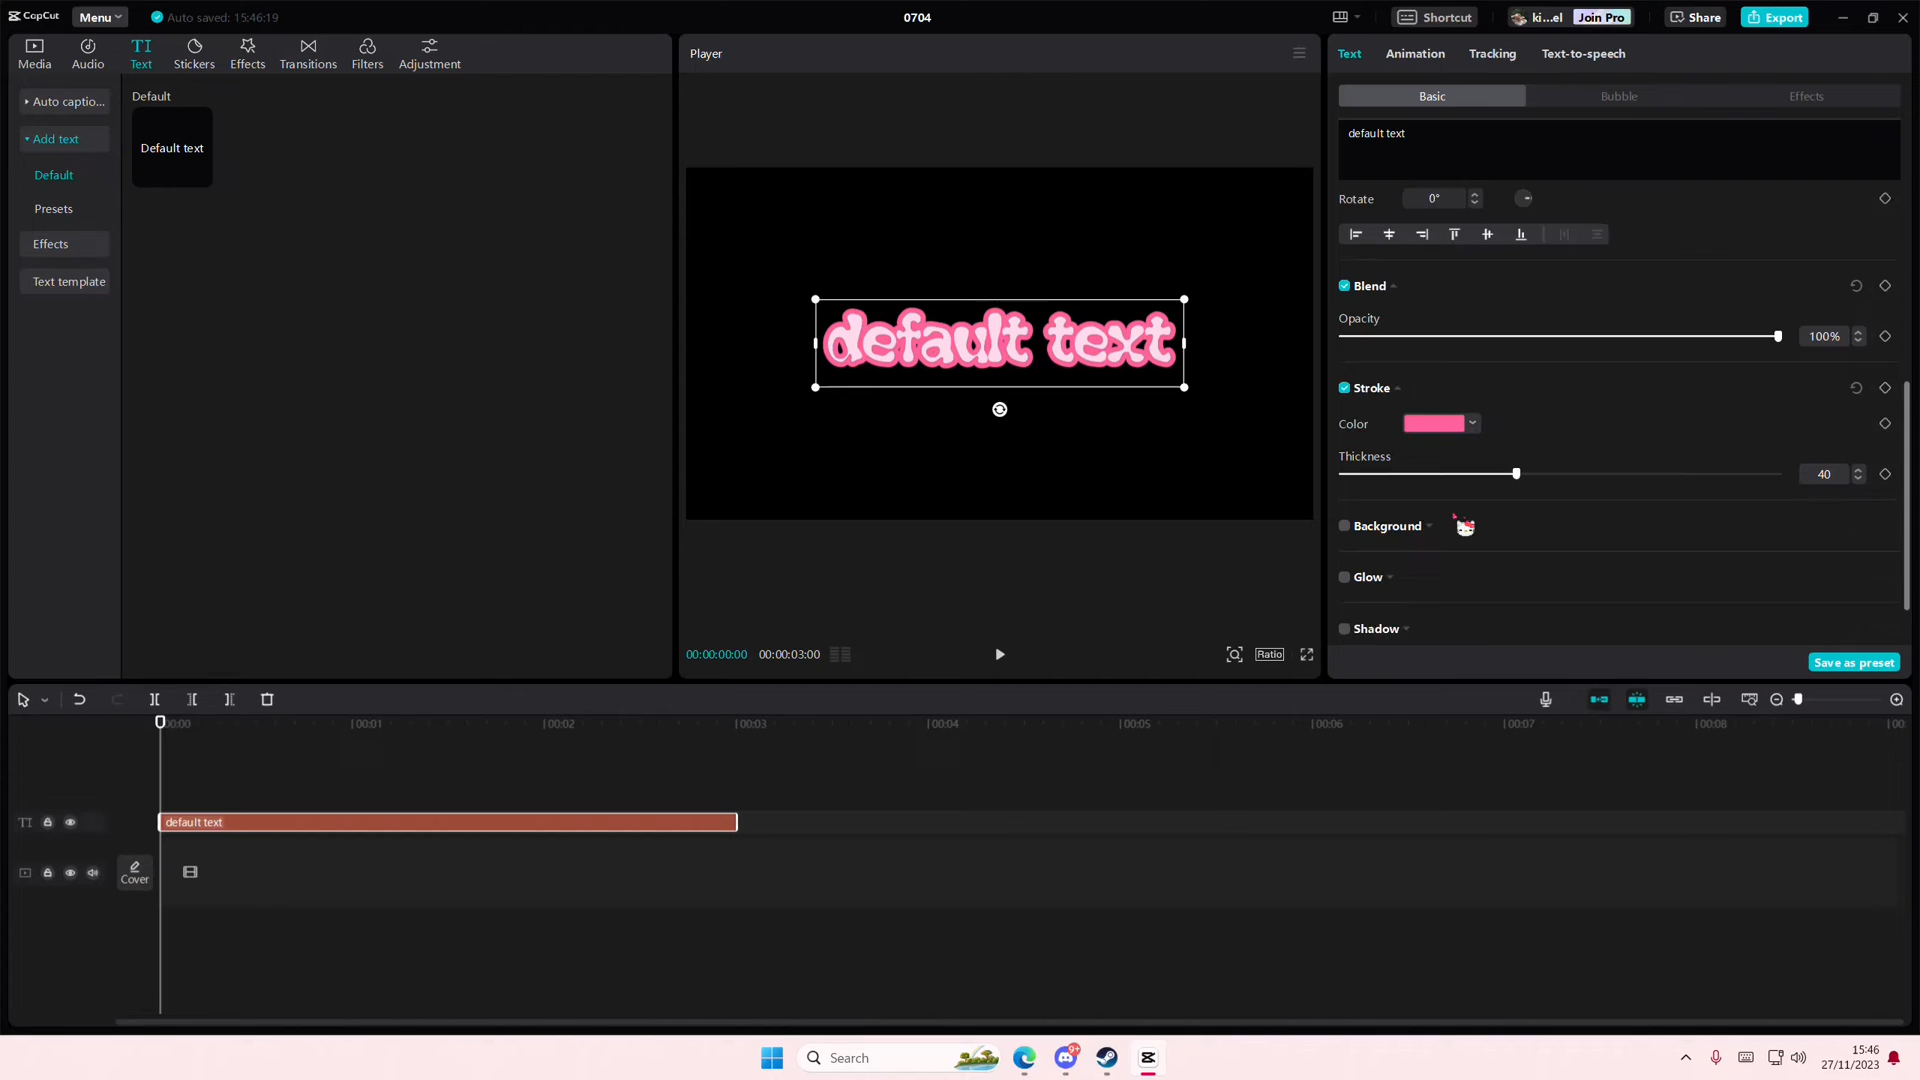 CapCut Menu Auto saved: 15:46:19 0704 Shortcut ki...el Join Pro Share Export
Media Audio Text Stickers Effects Transitions Filters Adjustment
TI
Player
Text Animation Tracking Text-to-speech
Auto captio...
Add text
Default
Presets
Effects
Text template
Default
Default text
default text
Basic Bubble Effects
default text
Rotate 0°
Blend
Opacity
100%
Stroke
Color
Thickness
40
Background
Glow
Shadow
Save as preset
00:00:00:00 00:00:03:00
Ratio
00:00 00:01 00:02 00:03 00:04 00:05 00:06 00:07 00:08 00:
TI default text
Cover
Search
9+
15:46
27/11/2023